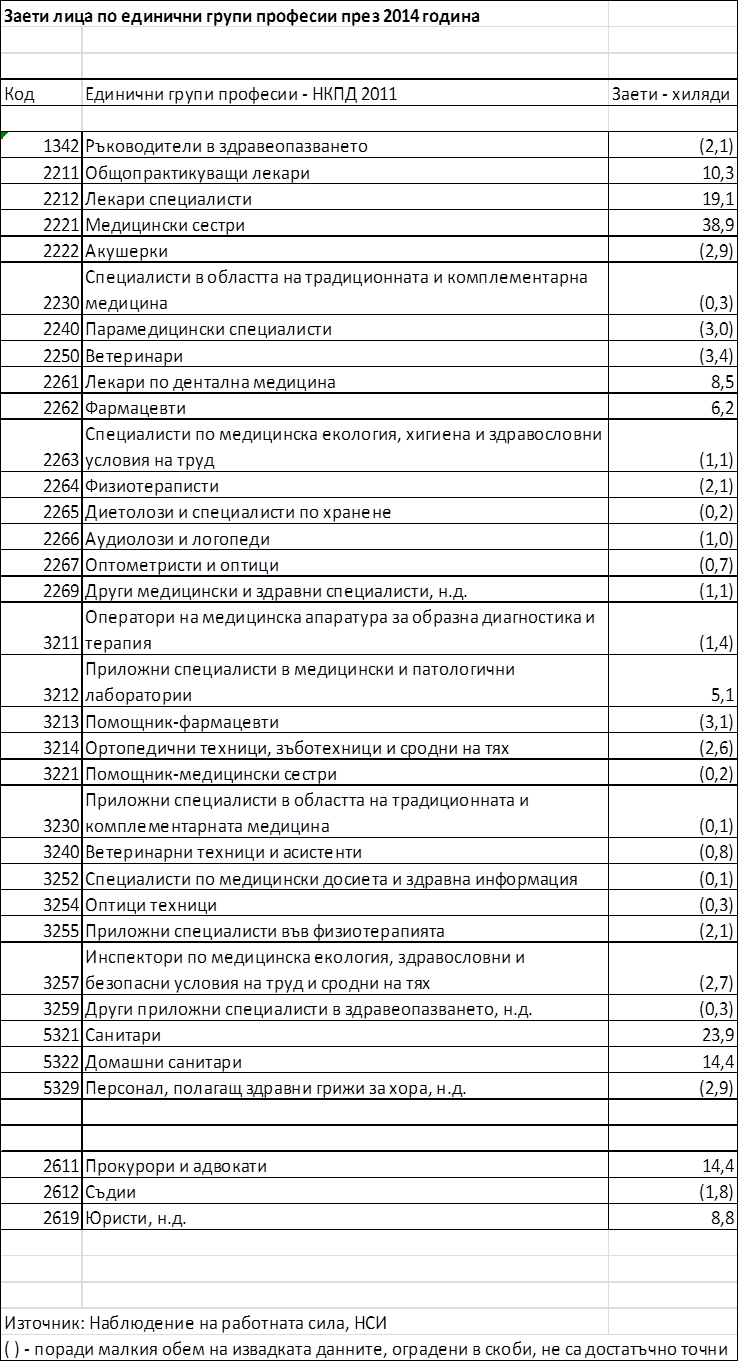 Заети лица по единични групи професии през 2014 година
Код Единични групи професии - НКПД 2011 Заети - хиляди
1342 Ръководители в здравеопазването (2,1)
2211 Общопрактикуващи лекари 10,3
2212 Лекари специалисти 19,1
2221 Медицински сестри 38,9
2222 Акушерки (2,9)
Специалисти в областта на традиционната и комплементарна
2230 медицина (0,3)
2240 Парамедицински специалисти (3,0)
2250 Ветеринари (3,4)
2261 Лекари по дентална медицина 8,5
2262 Фармацевти 6,2
Специалисти по медицинска екология, хигиена и здравословни
2263 условия на труд (1,1)
2264 Физиотераписти (2,1)
2265 Диетолози и специалисти по хранене (0,2)
2266 Аудиолози и логопеди (1,0)
2267 Оптометристи и оптици (0,7)
2269 Други медицински и здравни специалисти, н.д. (1,1)
Оператори на медицинска апаратура за образна диагностика и
3211 терапия (1,4)
Приложни специалисти в медицински и патологични
3212 лаборатории 5,1
3213 Помощник-фармацевти (3,1)
3214 Ортопедични техници, зъботехници и сродни на тях (2,6)
3221 Помощник-медицински сестри (0,2)
Приложни специалисти в областта на традиционната и
3230 комплементарната медицина (0,1)
3240 Ветеринарни техници и асистенти (0,8)
3252 Специалисти по медицински досиета и здравна информация (0,1)
3254 Оптици техници (0,3)
3255 Приложни специалисти във физиотерапията (2,1)
Инспектори по медицинска екология, здравословни и
3257 безопасни условия на труд и сродни на тях (2,7)
3259 Други приложни специалисти в здравеопазването, н.д. (0,3)
5321 Санитари 23,9
5322 Домашни санитари 14,4
5329 Персонал, полагащ здравни грижи за хора, н.д. (2,9)
2611 Прокурори и адвокати 14,4
2612 Съдии (1,8)
2619 Юристи, н.д. 8,8
Източник: Наблюдение на работната сила, НСИ
( ) - поради малкия обем на извадката данните, оградени в скоби, не са достатъчно точни